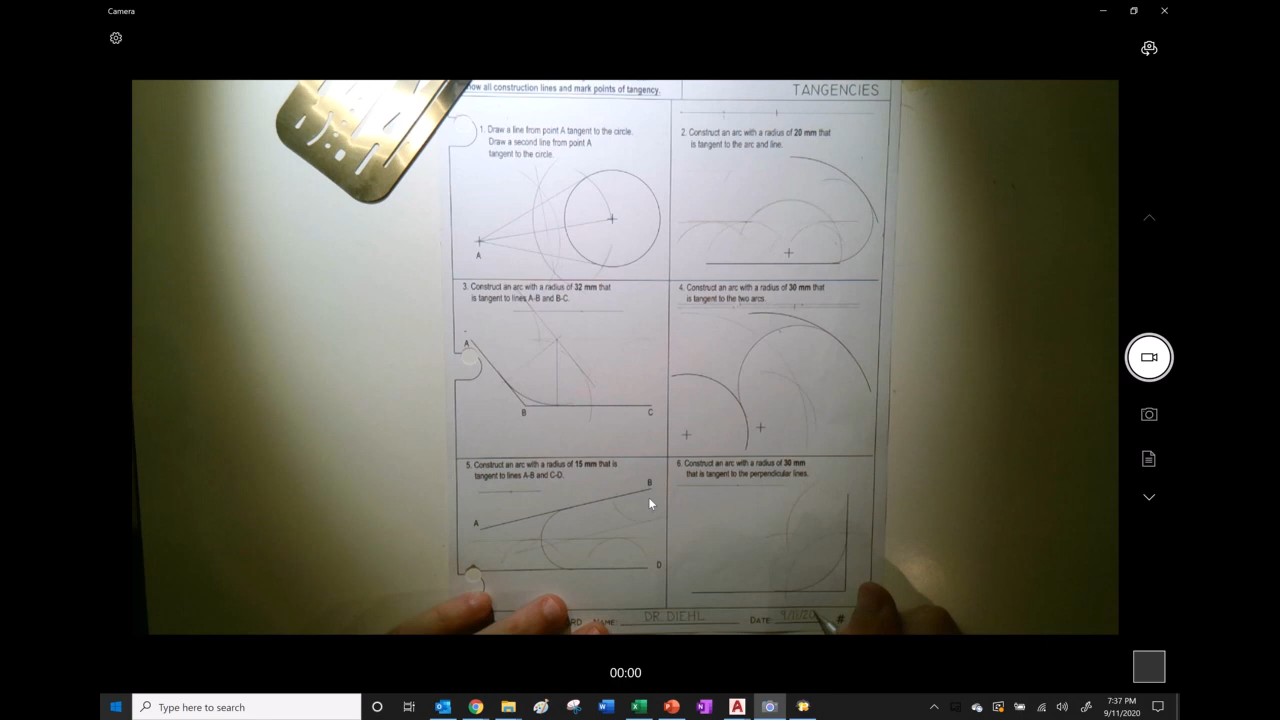 Camera
how all construction lines and mark points of tangency.
TANGENCIES
1. Draw a line from point A tangent to the circle.
Draw a second line from point A
tangent to the circle.
A
2. Construct an arc with a radius of 20 mm that
is tangent to the arc and line.
3. Construct an arc with a radius of 32 mm that
is tangent to lines A-B and B-C.
A
B
C
4. Construct an arc with a radius of 30 mm that
is tangent to the two arcs.
5. Construct an arc with a radius of 15 mm that is
tangent to lines A-B and C-D.
B
A
D
6. Construct an arc with a radius of 30 mm
that is tangent to the perpendicular lines.
NAME: DR. DIEHL DATE: 9/11/20 #
00:00
Type here to search
7:37 PM
9/11/2020